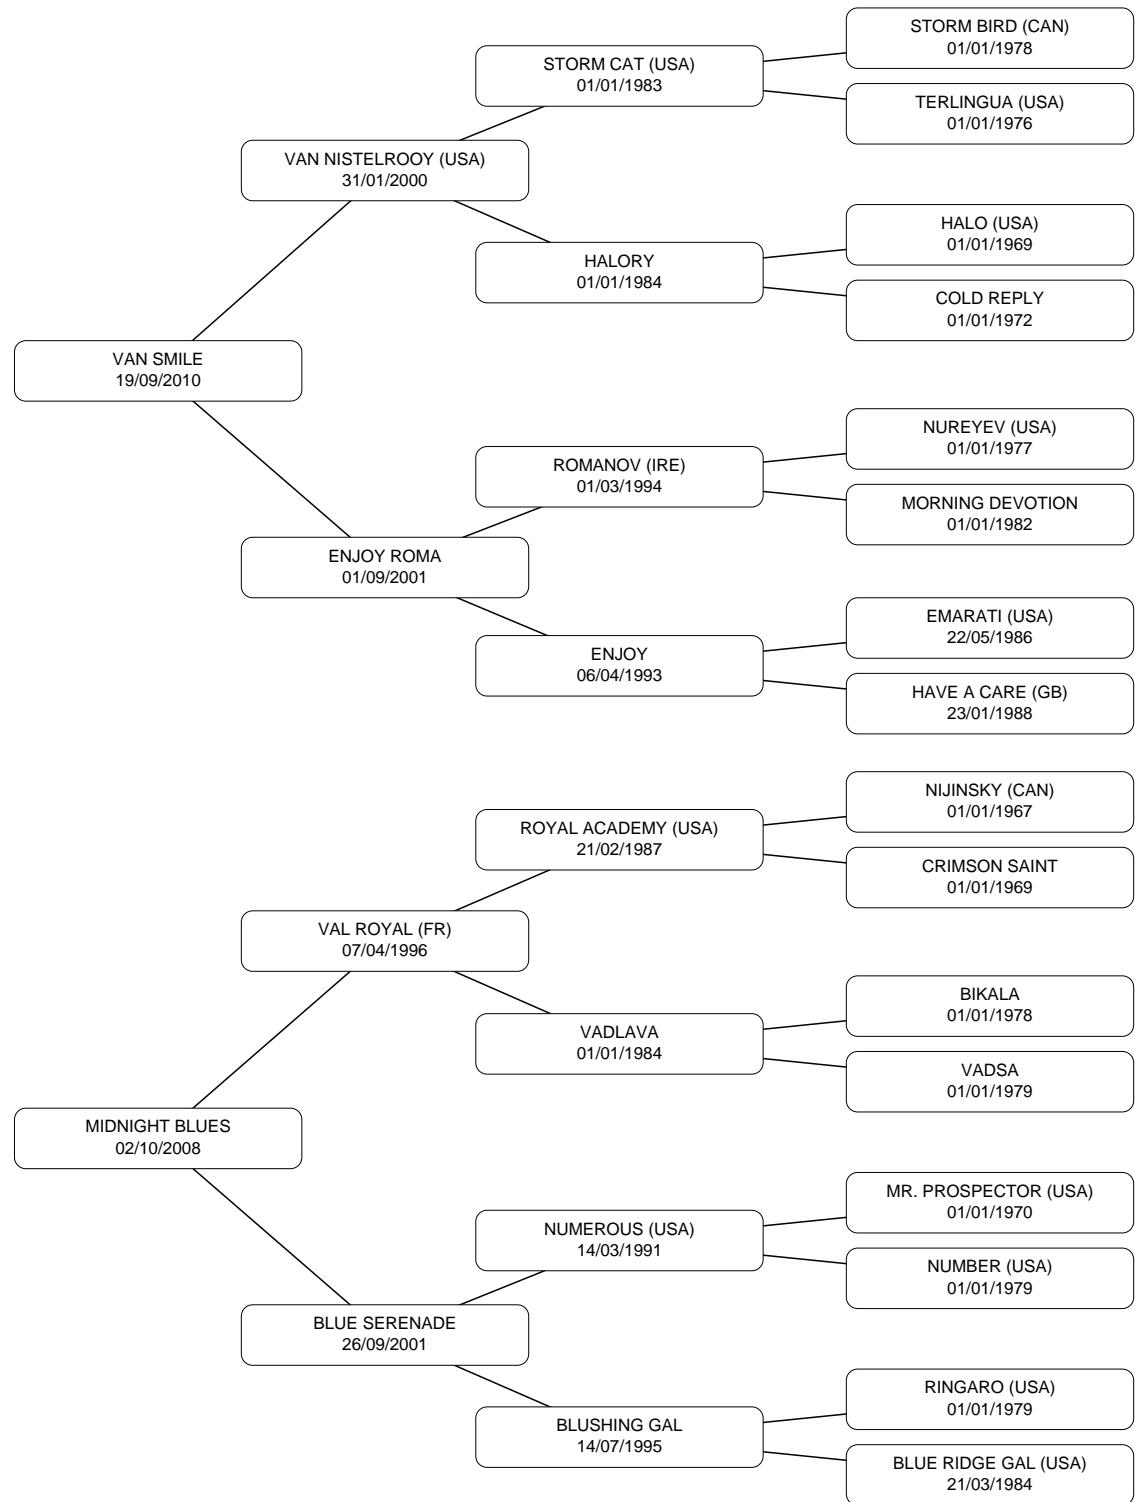 STORM BIRD (CAN)
01/01/1978
STORM CAT (USA)
01/01/1983
TERLINGUA (USA)
01/01/1976
VAN NISTELROOY (USA)
31/01/2000
HALO (USA)
01/01/1969
HALORY
01/01/1984
COLD REPLY
01/01/1972
VAN SMILE
19/09/2010
NUREYEV (USA)
01/01/1977
ROMANOV (IRE)
01/03/1994
MORNING DEVOTION
01/01/1982
ENJOY ROMA
01/09/2001
EMARATI (USA)
22/05/1986
ENJOY
06/04/1993
HAVE A CARE (GB)
23/01/1988
NIJINSKY (CAN)
01/01/1967
ROYAL ACADEMY (USA)
21/02/1987
CRIMSON SAINT
01/01/1969
VAL ROYAL (FR)
07/04/1996
BIKALA
01/01/1978
VADLAVA
01/01/1984
VADSA
01/01/1979
MIDNIGHT BLUES
02/10/2008
MR. PROSPECTOR (USA)
01/01/1970
NUMEROUS (USA)
14/03/1991
NUMBER (USA)
01/01/1979
BLUE SERENADE
26/09/2001
RINGARO (USA)
01/01/1979
BLUSHING GAL
14/07/1995
BLUE RIDGE GAL (USA)
21/03/1984